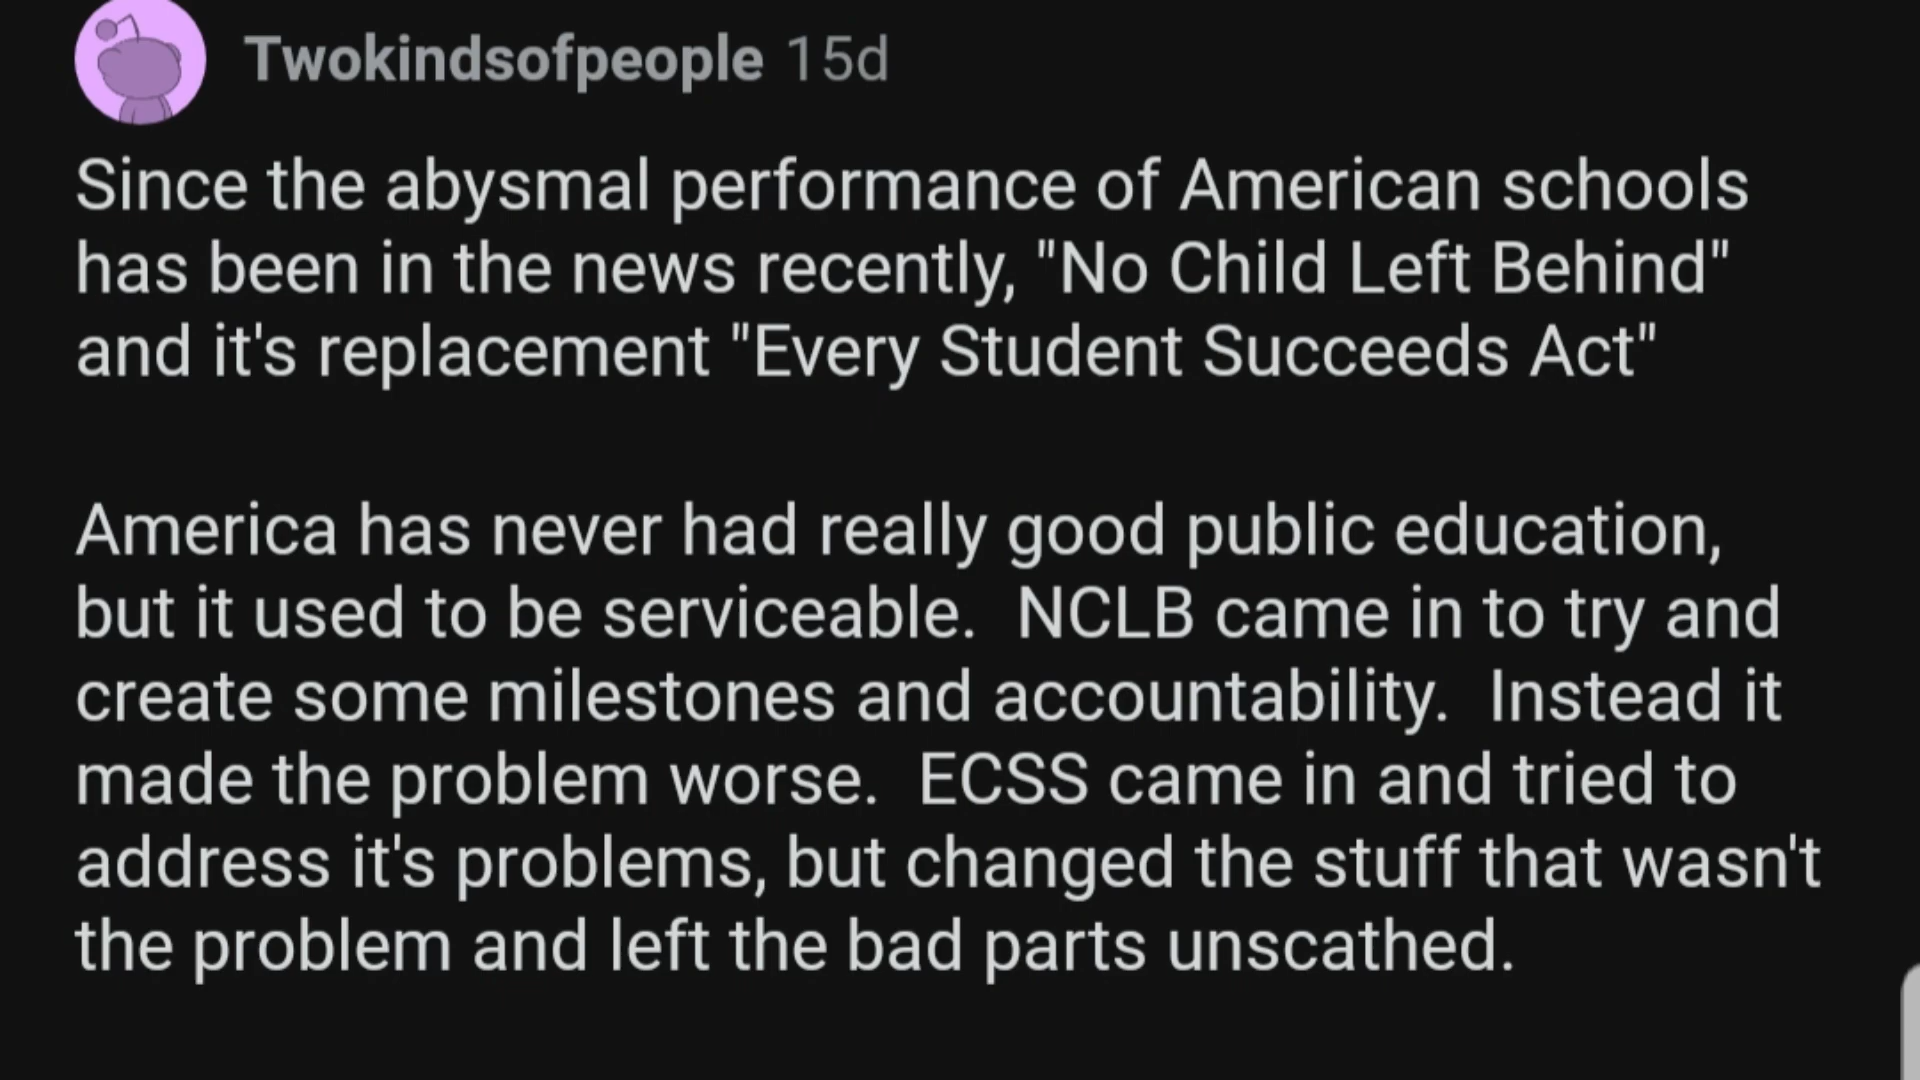 Twokindsofpeople 15d
Since the abysmal performance of American schools
has been in the news recently, "No Child Left Behind"
and it's replacement "Every Student Succeeds Act"
America has never had really good public education,
but it used to be serviceable.  NCLB came in to try and
create some milestones and accountability.  Instead it
made the problem worse.  ECSS came in and tried to
address it's problems, but changed the stuff that wasn't
the problem and left the bad parts unscathed.